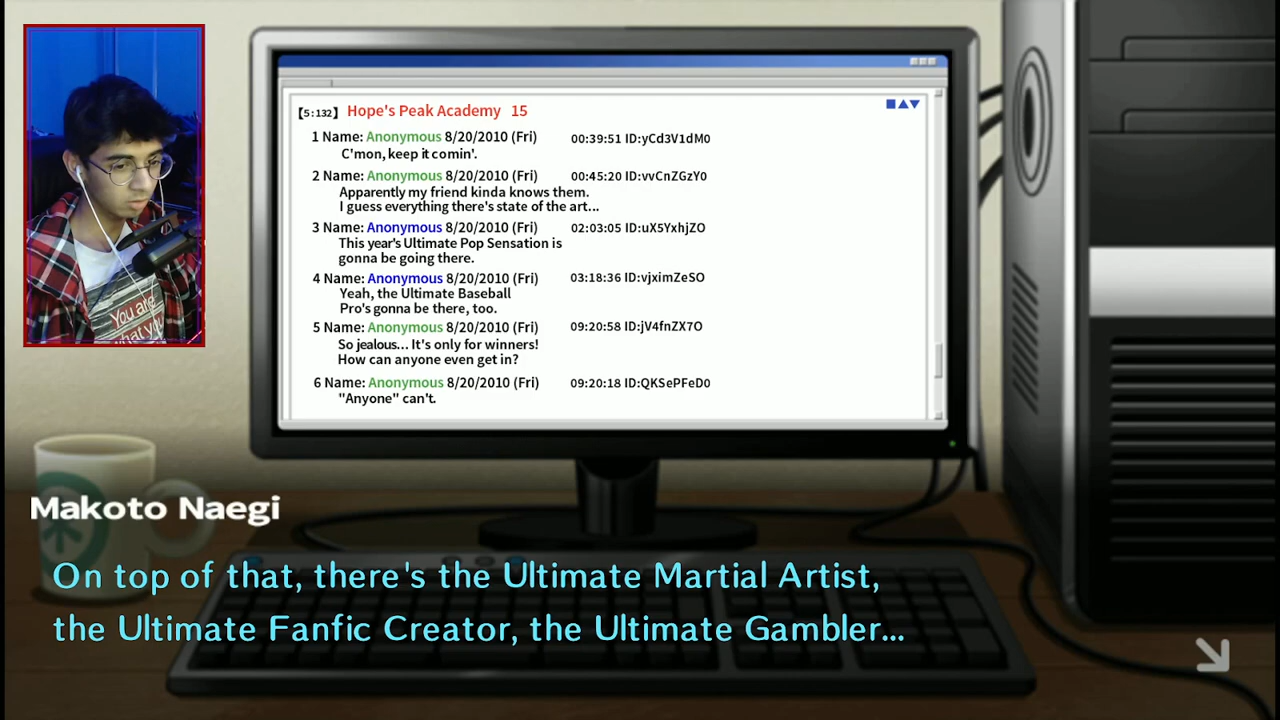 【5:132】 Hope's Peak Academy 15
1 Name: Anonymous 8/20/2010 (Fri) 00:39:51 ID:yCd3V1dM0
C'mon, keep it comin'.
2 Name: Anonymous 8/20/2010 (Fri) 00:45:20 ID:vvCnZGzY0
Apparently my friend kinda knows them.
I guess everything there's state of the art...
3 Name: Anonymous 8/20/2010 (Fri) 02:03:05 ID:uX5YxhjZO
This year's Ultimate Pop Sensation is
gonna be going there.
4 Name: Anonymous 8/20/2010 (Fri) 03:18:36 ID:vjximZeSO
Yeah, the Ultimate Baseball
Pro's gonna be there, too.
5 Name: Anonymous 8/20/2010 (Fri) 09:20:58 ID:jV4fnZX7O
So jealous... It's only for winners!
How can anyone even get in?
6 Name: Anonymous 8/20/2010 (Fri) 09:20:18 ID:QKSePFeD0
"Anyone" can't.
You are
what you
Makoto Naegi
On top of that, there's the Ultimate Martial Artist,
the Ultimate Fanfic Creator, the Ultimate Gambler...